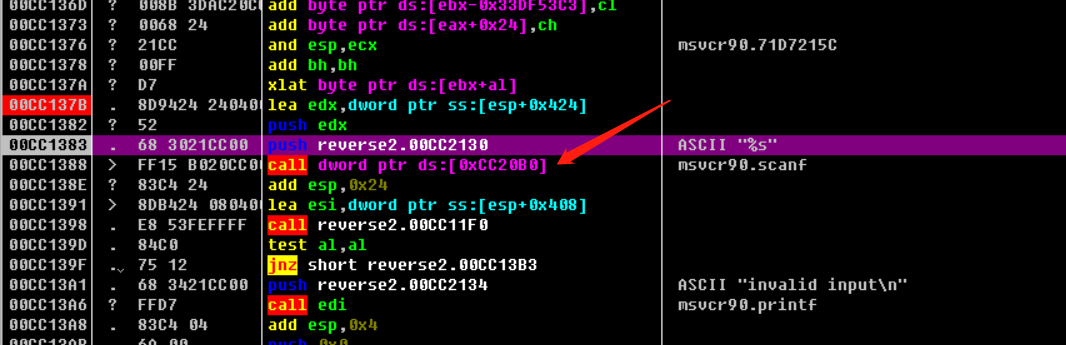 00CC136D ? 008B 3DAC20C add byte ptr ds:[ebx-0x33DF53C3],cl
00CC1373 ? 0068 24 add byte ptr ds:[eax+0x24],ch
00CC1376 ? 21CC and esp,ecx msvcr90.71D7215C
00CC1378 ? 00FF add bh,bh
00CC137A ? D7 xlat byte ptr ds:[ebx+al]
00CC137B . 8D9424 24040 lea edx,dword ptr ss:[esp+0x424]
00CC1382 ? 52 push edx
00CC1383 . 68 3021CC00 push reverse2.00CC2130 ASCII "%s"
00CC1388 > FF15 B020CC0 call dword ptr ds:[0xCC20B0] msvcr90.scanf
00CC138E ? 83C4 24 add esp,0x24
00CC1391 > 8DB424 08040 lea esi,dword ptr ss:[esp+0x408]
00CC1398 . E8 53FEFFFF call reverse2.00CC11F0
00CC139D . 84C0 test al,al
00CC139F . 75 12 jnz short reverse2.00CC13B3
00CC13A1 . 68 3421CC00 push reverse2.00CC2134 ASCII "invalid input\n"
00CC13A6 ? FFD7 call edi msvcr90.printf
00CC13A8 . 83C4 04 add esp,0x4
00CC13AB . 6A 00 push 0x0